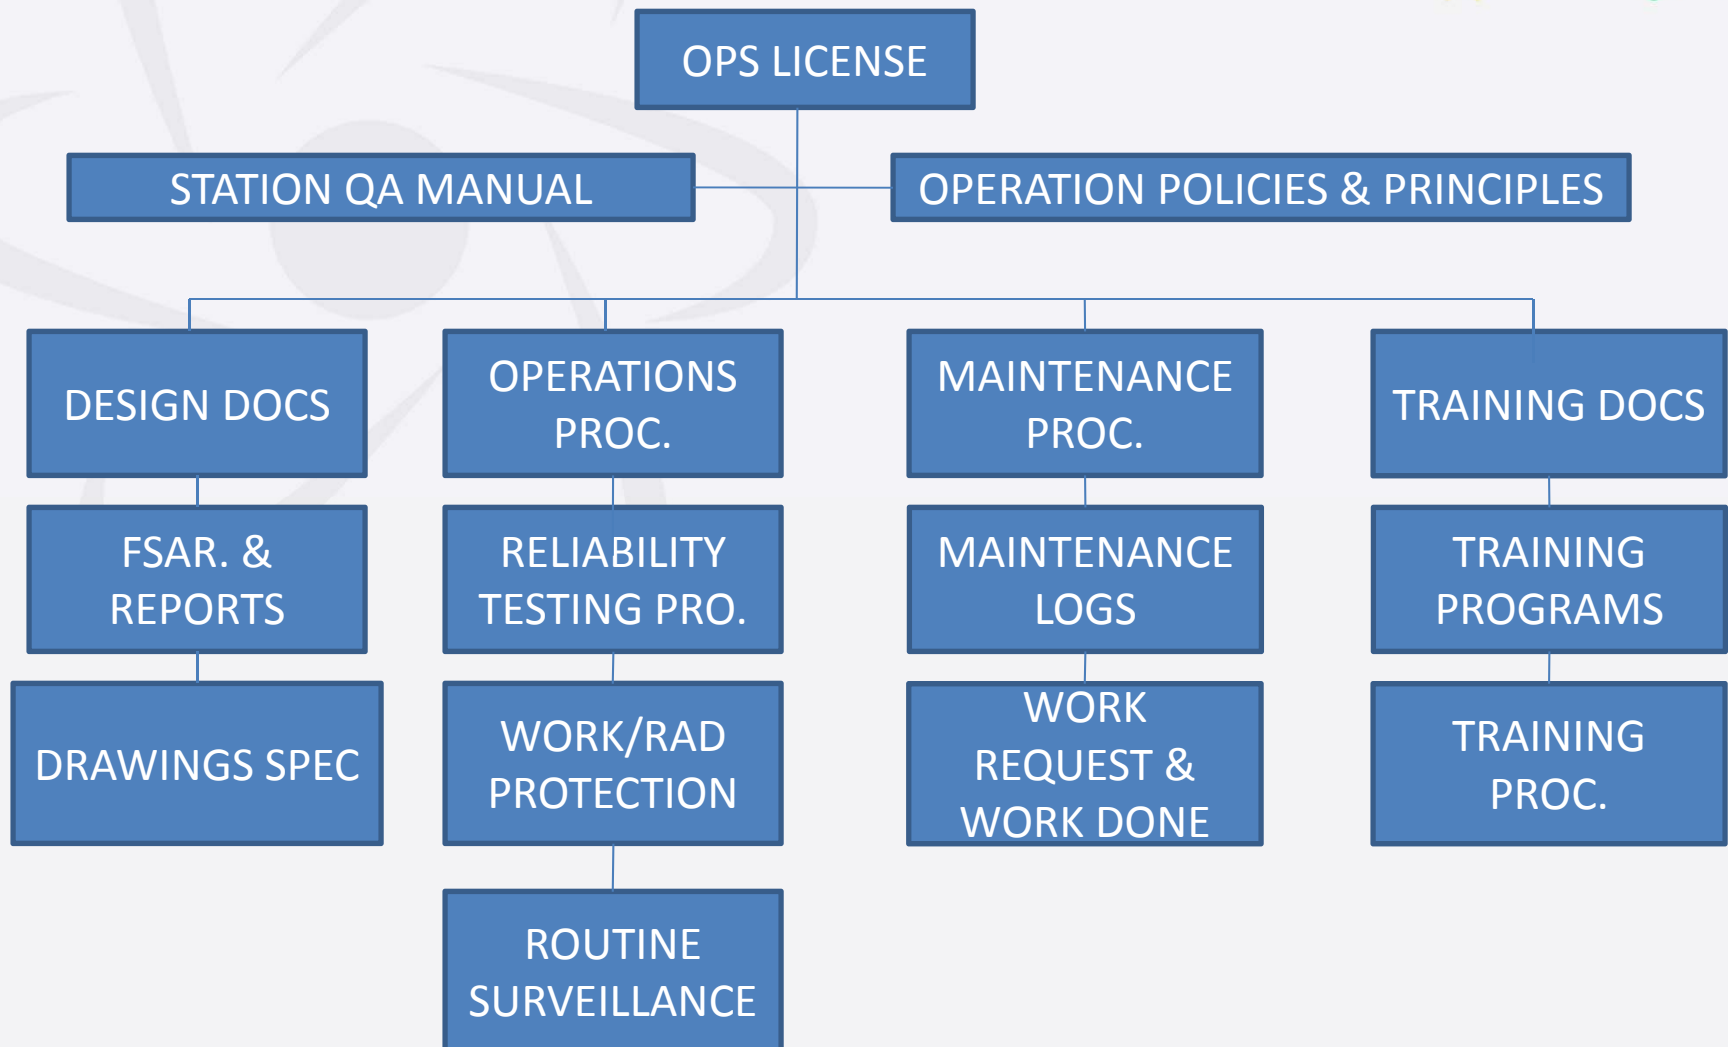 OPS LICENSE
STATION QA MANUAL
OPERATION POLICIES & PRINCIPLES
DESIGN DOCS
OPERATIONS
PROC.
MAINTENANCE
PROC.
TRAINING DOCS
FSAR. &
REPORTS
RELIABILITY
TESTING PRO.
MAINTENANCE
LOGS
TRAINING
PROGRAMS
DRAWINGS SPEC
WORK/RAD
PROTECTION
WORK
REQUEST &
WORK DONE
TRAINING
PROC.
ROUTINE
SURVEILLANCE